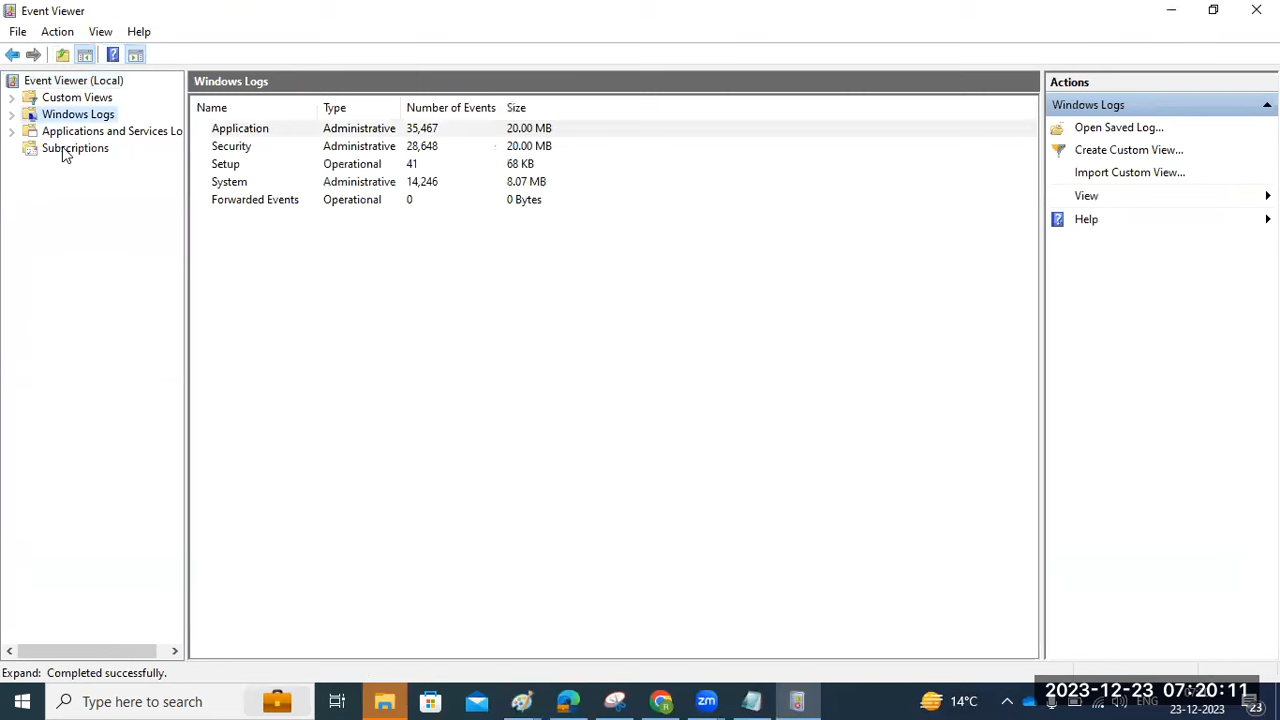 Event Viewer
File Action View Help
Event Viewer (Local)
Custom Views
Windows Logs
Applications and Services Lo
Subscriptions
Windows Logs
Name Type Number of Events Size
Application Administrative 35,467 20.00 MB
Security Administrative 28,648 20.00 MB
Setup Operational 41 68 KB
System Administrative 14,246 8.07 MB
Forwarded Events Operational 0 0 Bytes
Actions
Windows Logs
Open Saved Log...
Create Custom View...
Import Custom View...
View
Help
Expand: Completed successfully.
Type here to search
zm
14°C
ENG
2023-12-23 07:20:11
23-12-2023
23